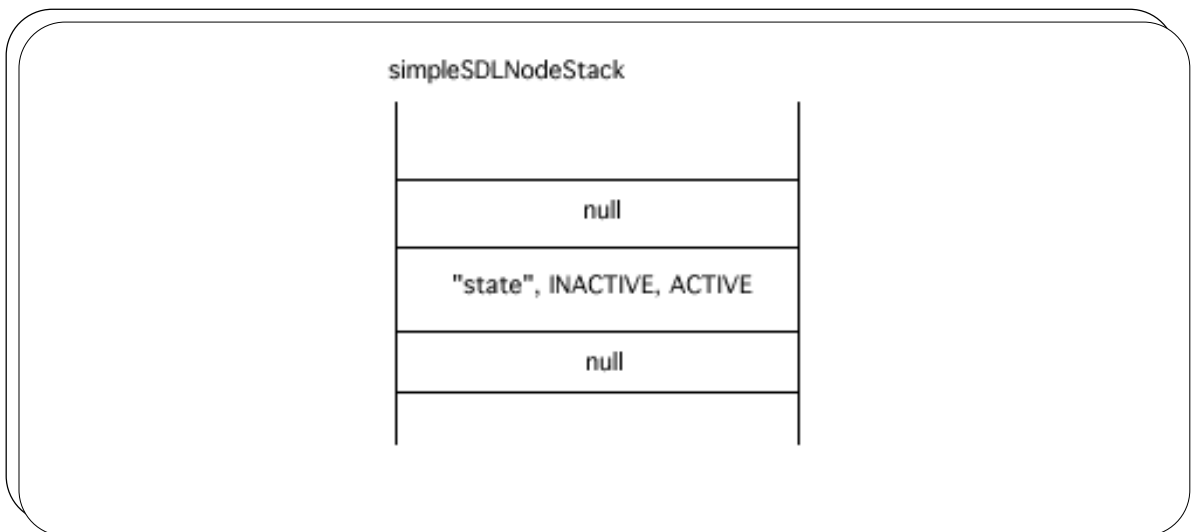 simpleSDLNodeStack
null
"state", INACTIVE, ACTIVE
null